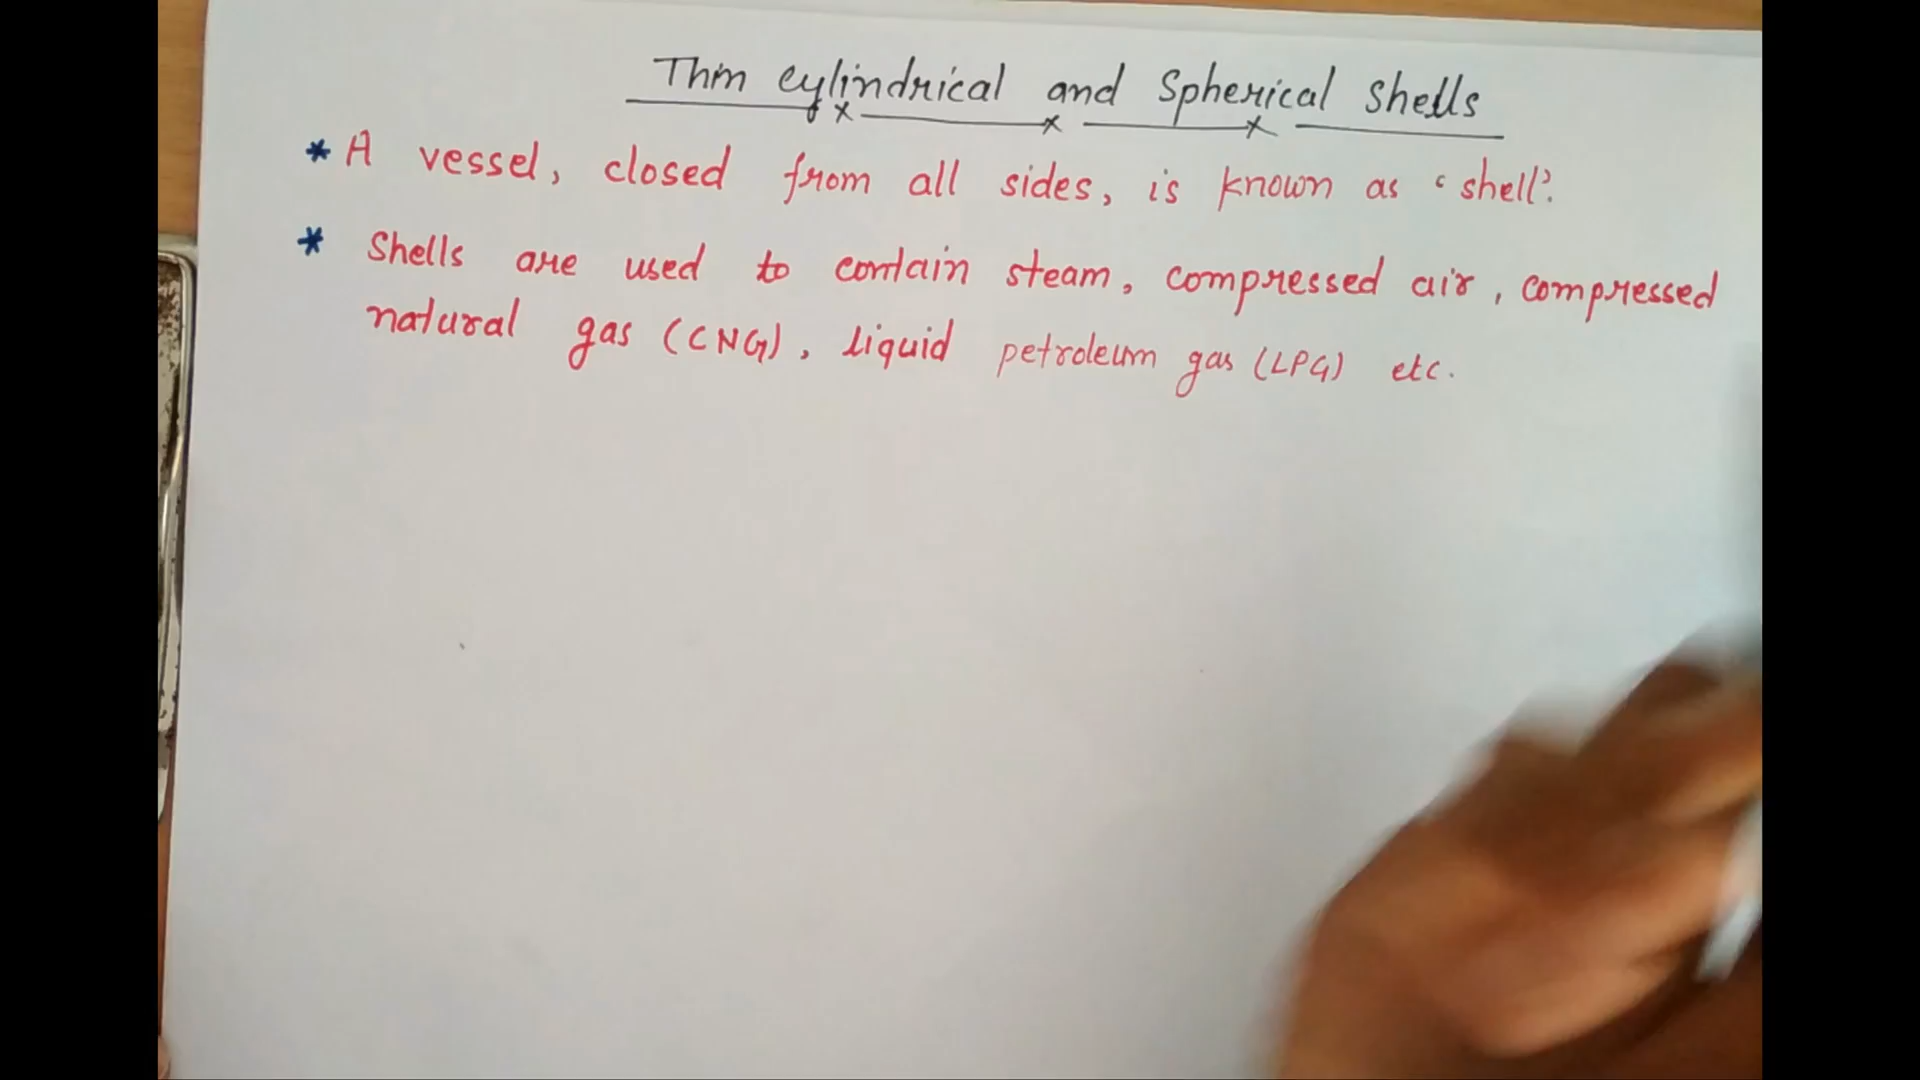 Thin cylindrical and Spherical shells
* A vessel, closed from all sides, is known as 'shell'.
* Shells are used to contain steam, compressed air, compressed
natural gas (CNG), liquid petroleum gas (LPG) etc.